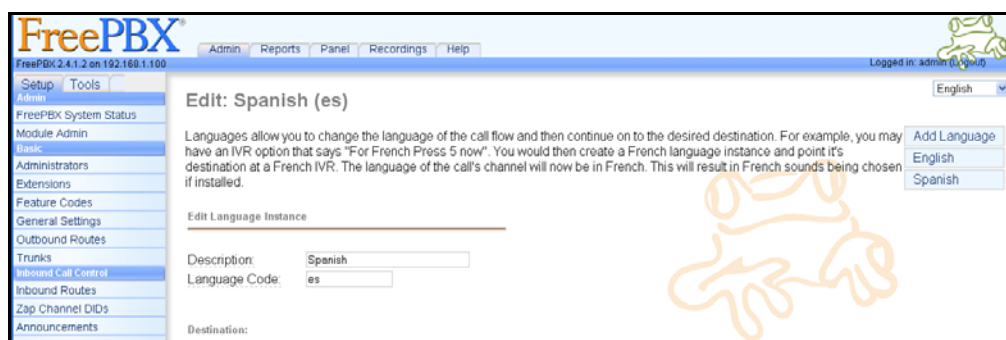 FreePBX®
Admin Reports Panel Recordings Help
FreePBX 2.4.1.2 on 192.168.1.100
Logged in: admin (Logout)
Setup Tools
English
Admin
FreePBX System Status
Module Admin
Basic
Administrators
Extensions
Feature Codes
General Settings
Outbound Routes
Trunks
Inbound Call Control
Inbound Routes
Zap Channel DIDs
Announcements
Edit: Spanish (es)
Languages allow you to change the language of the call flow and then continue on to the desired destination. For example, you may
have an IVR option that says "For French Press 5 now". You would then create a French language instance and point it's
destination at a French IVR. The language of the call's channel will now be in French. This will result in French sounds being chosen
if installed.
Edit Language Instance
Description: Spanish
Language Code: es
Destination:
Add Language
English
Spanish